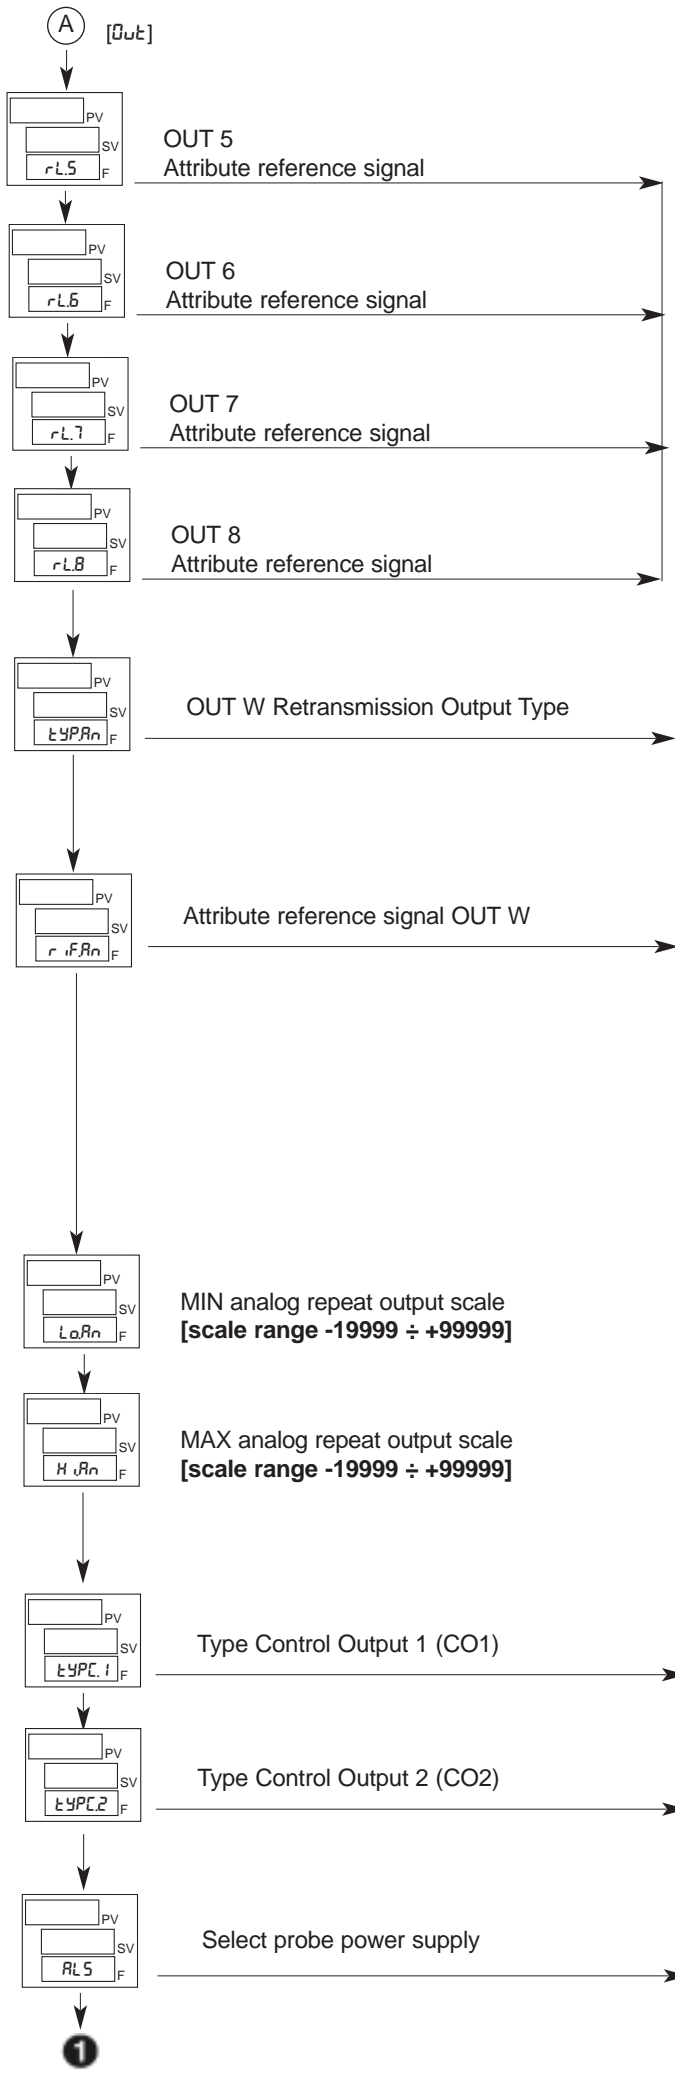 A [Out]
PV
SV
rL.5 F
OUT 5
Attribute reference signal
PV
SV
rL.6 F
OUT 6
Attribute reference signal
PV
SV
rL.7 F
OUT 7
Attribute reference signal
PV
SV
rL.8 F
OUT 8
Attribute reference signal
PV
SV
tYP.An F
OUT W Retransmission Output Type
PV
SV
riF.An F
Attribute reference signal OUT W
PV
SV
Lo.An F
MIN analog repeat output scale
[scale range -19999 ÷ +99999]
PV
SV
Hi.An F
MAX analog repeat output scale
[scale range -19999 ÷ +99999]
PV
SV
tYPC.1 F
Type Control Output 1 (CO1)
PV
SV
tYPC.2 F
Type Control Output 2 (CO2)
PV
SV
ALS F
Select probe power supply
1